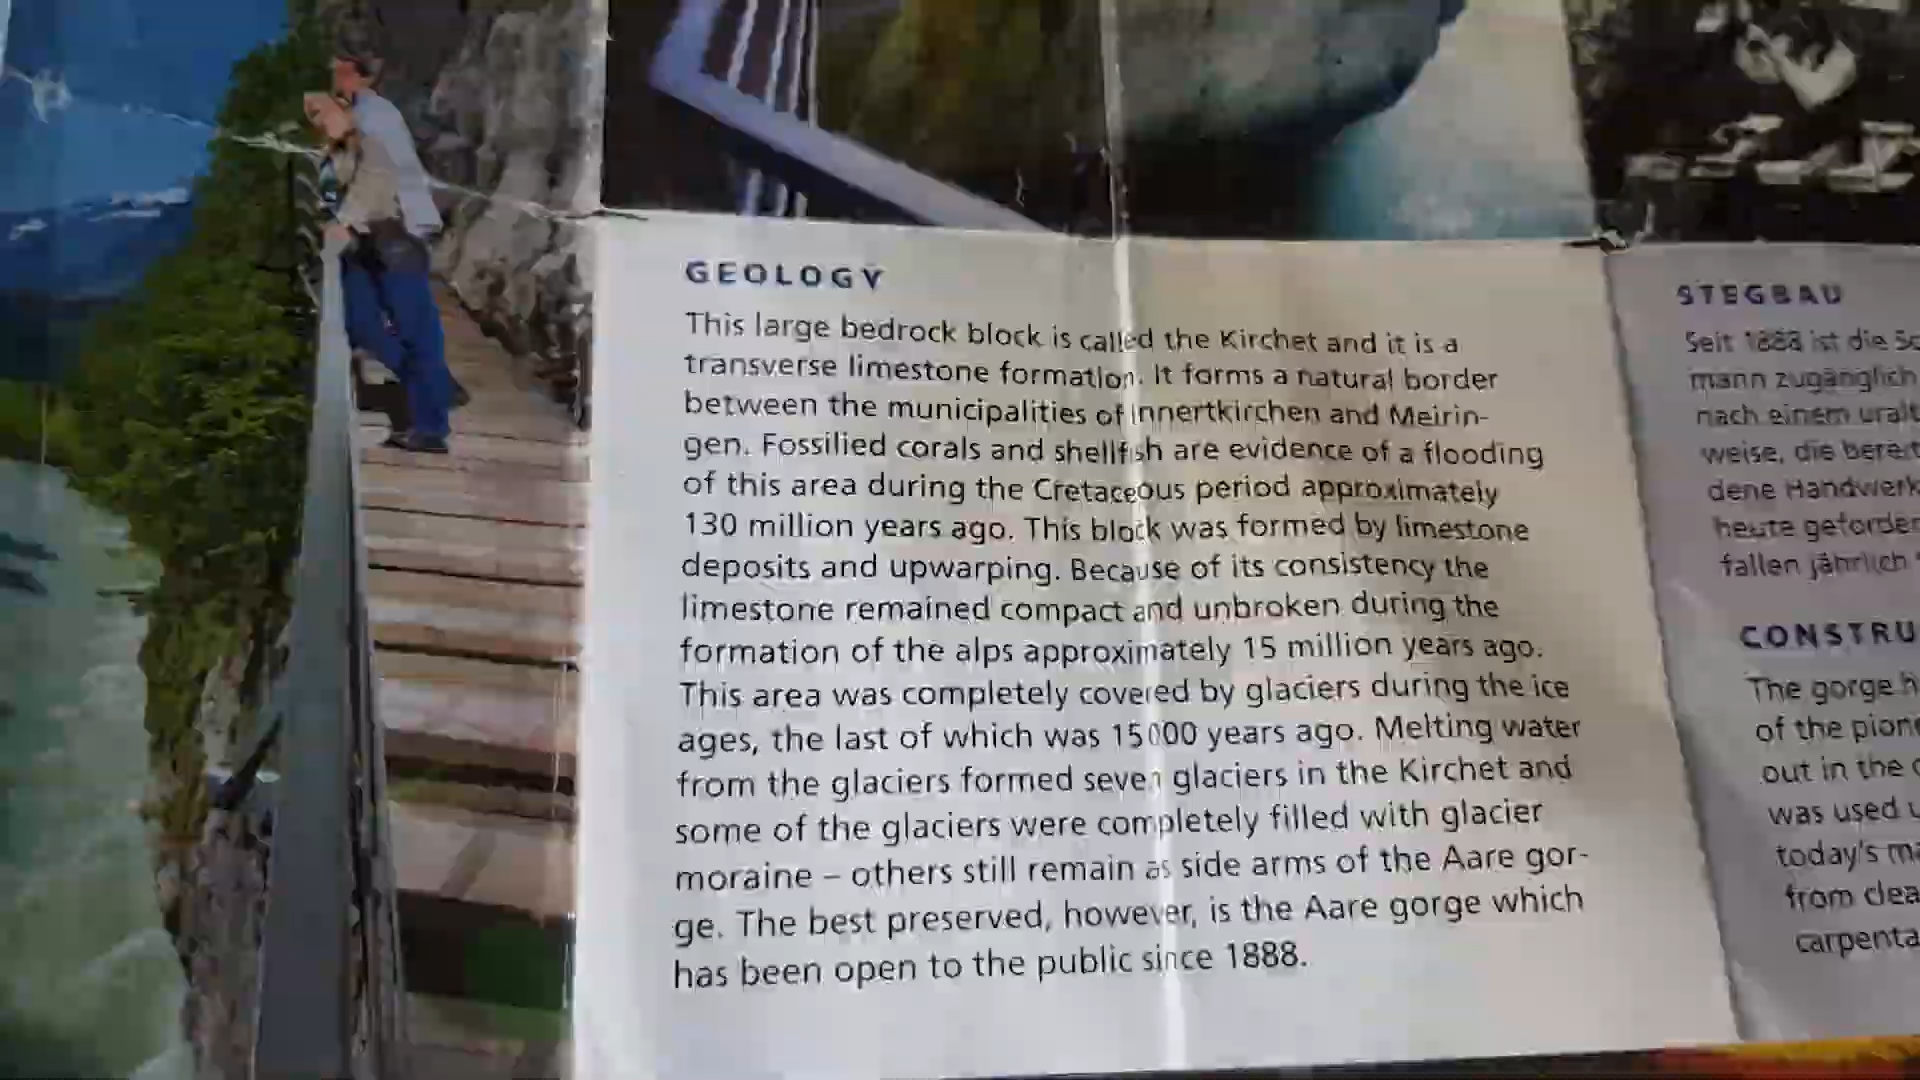 GEOLOGY
This large bedrock block is called the Kirchet and it is a
transverse limestone formation. It forms a natural border
between the municipalities of Innertkirchen and Meirin-
gen. Fossilied corals and shellfish are evidence of a flooding
of this area during the Cretaceous period approximately
130 million years ago. This block was formed by limestone
deposits and upwarping. Because of its consistency the
limestone remained compact and unbroken during the
formation of the alps approximately 15 million years ago.
This area was completely covered by glaciers during the ice
ages, the last of which was 15000 years ago. Melting water
from the glaciers formed seven glaciers in the Kirchet and
some of the glaciers were completely filled with glacier
moraine – others still remain as side arms of the Aare gor-
ge. The best preserved, however, is the Aare gorge which
has been open to the public since 1888.
STEGBAU
Seit 1888 ist die Sc
mann zugänglich
nach einem uralt
weise, die bereit
dene Handwerk
heute geforder
fallen jährlich
CONSTRU
The gorge h
of the pione
out in the c
was used u
today's ma
from clea
carpenta